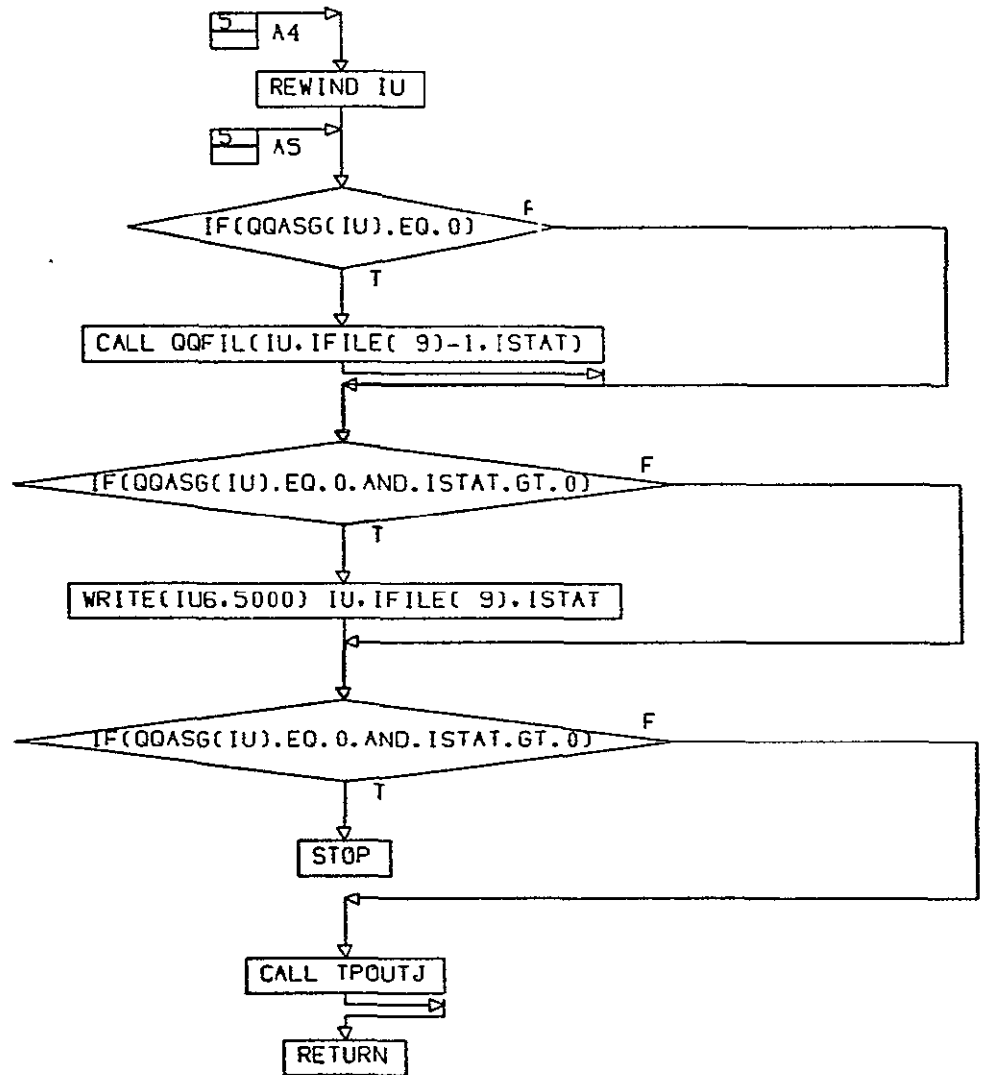 5
A4
REWIND IU
5
A5
IF(QQASG(IU).EQ.0)
F
T
CALL QQFIL(IU.IFILE( 9)-1.ISTAT)
IF(QQASG(IU).EQ.0.AND.ISTAT.GT.0)
F
T
WRITE(IU6.5000) IU.IFILE( 9).ISTAT
IF(QQASG(IU).EQ.0.AND.ISTAT.GT.0)
F
T
STOP
CALL TPOUTJ
RETURN